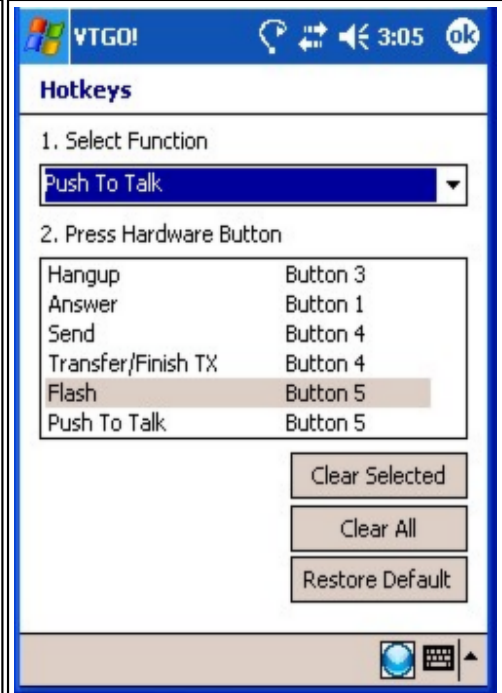 VTGO! 3:05 ok
Hotkeys
1. Select Function
Push To Talk
2. Press Hardware Button
Hangup Button 3
Answer Button 1
Send Button 4
Transfer/Finish TX Button 4
Flash Button 5
Push To Talk Button 5
Clear Selected
Clear All
Restore Default